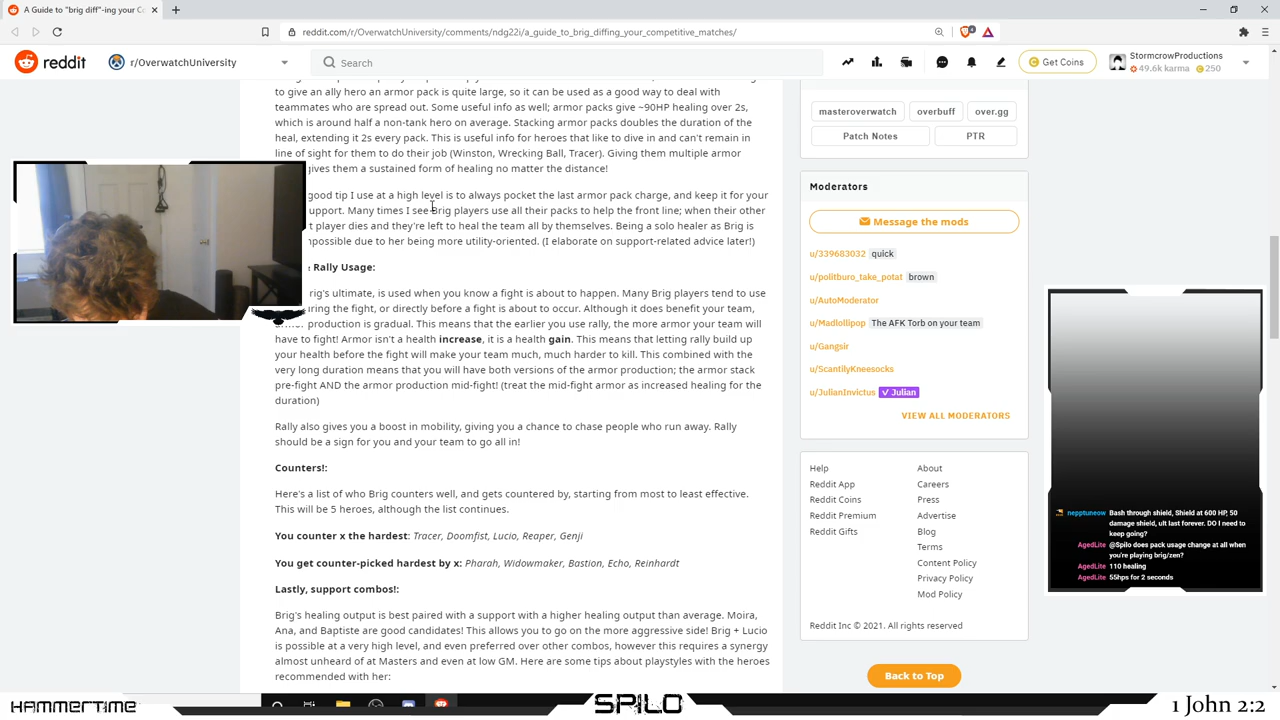 A Guide to "brig diff"-ing your C
reddit.com/r/OverwatchUniversity/comments/ndg22i/a_guide_to_brig_diffing_your_competitive_matches/
reddit
r/OverwatchUniversity
Search
Get Coins
StormcrowProductions
49.6k karma 250
to give an ally hero an armor pack is quite large, so it can be used as a good way to deal with
teammates who are spread out. Some useful info as well; armor packs give ~90HP healing over 2s,
which is around half a non-tank hero on average. Stacking armor packs doubles the duration of the
heal, extending it 2s every pack. This is useful info for heroes that like to dive in and can't remain in
line of sight for them to do their job (Winston, Wrecking Ball, Tracer). Giving them multiple armor
gives them a sustained form of healing no matter the distance!
good tip I use at a high level is to always pocket the last armor pack charge, and keep it for your
support. Many times I see Brig players use all their packs to help the front line; when their other
t player dies and they're left to heal the team all by themselves. Being a solo healer as Brig is
mpossible due to her being more utility-oriented. (I elaborate on support-related advice later!)
Rally Usage:
rig's ultimate, is used when you know a fight is about to happen. Many Brig players tend to use
uring the fight, or directly before a fight is about to occur. Although it does benefit your team,
armor production is gradual. This means that the earlier you use rally, the more armor your team will
have to fight! Armor isn't a health increase, it is a health gain. This means that letting rally build up
your health before the fight will make your team much, much harder to kill. This combined with the
very long duration means that you will have both versions of the armor production; the armor stack
pre-fight AND the armor production mid-fight! (treat the mid-fight armor as increased healing for the
duration)
Rally also gives you a boost in mobility, giving you a chance to chase people who run away. Rally
should be a sign for you and your team to go all in!
Counters!:
Here's a list of who Brig counters well, and gets countered by, starting from most to least effective.
This will be 5 heroes, although the list continues.
You counter x the hardest: Tracer, Doomfist, Lucio, Reaper, Genji
You get counter-picked hardest by x: Pharah, Widowmaker, Bastion, Echo, Reinhardt
Lastly, support combos!:
Brig's healing output is best paired with a support with a higher healing output than average. Moira,
Ana, and Baptiste are good candidates! This allows you to go on the more aggressive side! Brig + Lucio
is possible at a very high level, and even preferred over other combos, however this requires a synergy
almost unheard of at Masters and even at low GM. Here are some tips about playstyles with the heroes
recommended with her:
masteroverwatch overbuff over.gg
Patch Notes PTR
Moderators
Message the mods
u/339683032 quick
u/politburo_take_potat brown
u/AutoModerator
u/Madlollipop The AFK Torb on your team
u/Gangsir
u/ScantilyKneesocks
u/JulianInvictus V Julian
VIEW ALL MODERATORS
Help About
Reddit App Careers
Reddit Coins Press
Reddit Premium Advertise
Reddit Gifts Blog
Terms
Content Policy
Privacy Policy
Mod Policy
Reddit Inc © 2021. All rights reserved
Back to Top
nepptuneow Bash through shield, Shield at 600 HP, 50
damage shield, ult last forever. DO I need to
keep going?
AgedLite @Spilo does pack usage change at all when
you're playing brig/zen?
AgedLite 110 healing
AgedLite 55hps for 2 seconds
HAMMERTIME
SPILO
1 John 2:2